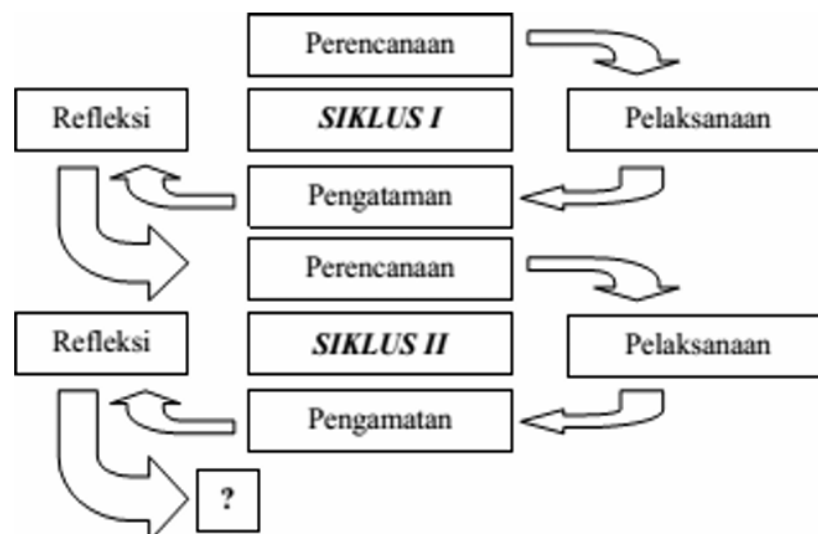 Perencanaan
Refleksi
SIKLUS I
Pelaksanaan
Pengataman
Perencanaan
Refleksi
SIKLUS II
Pelaksanaan
Pengamatan
?